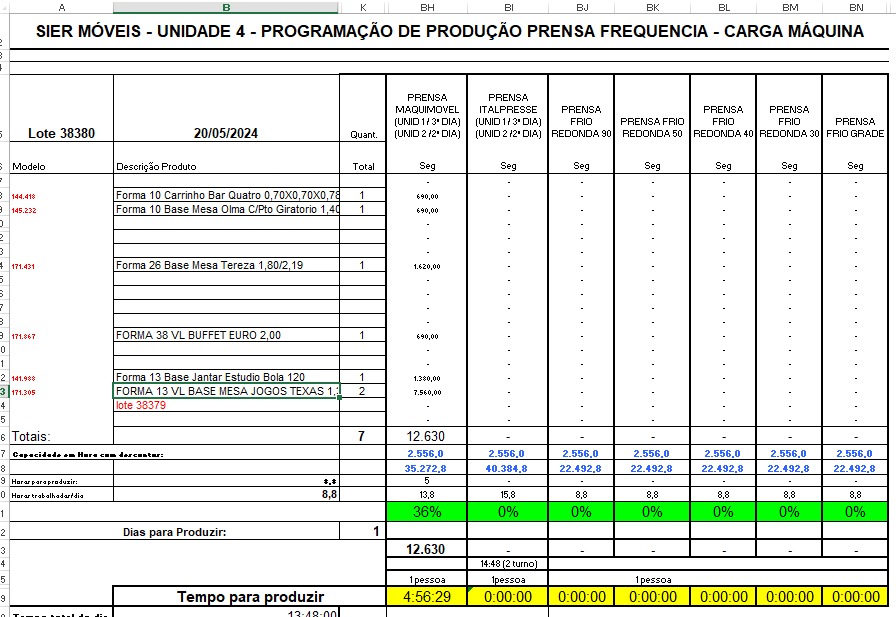 A B K BH BI BJ BK BL BM BN
SIER MÓVEIS - UNIDADE 4 - PROGRAMAÇÃO DE PRODUÇÃO PRENSA FREQUENCIA - CARGA MÁQUINA
Lote 38380 20/05/2024 Quant. PRENSA MAQUIMOVEL (UNID 1 / 3ª DIA) (UNID 2 / 2ª DIA) PRENSA ITALPRESSE (UNID 1 / 3ª DIA) (UNID 2 / 2ª DIA) PRENSA FRIO REDONDA 90 PRENSA FRIO REDONDA 50 PRENSA FRIO REDONDA 40 PRENSA FRIO REDONDA 30 PRENSA FRIO GRADE
Modelo Descrição Produto Total Seg Seg Seg Seg Seg Seg Seg
- - - - - - -
144.418 Forma 10 Carrinho Bar Quatro 0,70X0,70X0,78 1 690,00 - - - - - -
145.232 Forma 10 Base Mesa Olma C/Pto Giratorio 1,40 1 690,00 - - - - - -
- - - - - - -
- - - - - - -
- - - - - - -
171.431 Forma 26 Base Mesa Tereza 1,80/2,19 1 1.620,00 - - - - - -
- - - - - - -
- - - - - - -
- - - - - - -
- - - - - - -
171.867 FORMA 38 VL BUFFET EURO 2,00 1 690,00 - - - - - -
- - - - - - -
- - - - - - -
141.988 Forma 13 Base Jantar Estudio Bola 120 1 1.380,00 - - - - - -
171.305 FORMA 13 VL BASE MESA JOGOS TEXAS 1, 2 7.560,00 - - - - - -
lote 38379 - - - - - - -
- - - - - - -
Totais: 7 12.630 - - - - - -
Capacidade em Hora com descontos: 2.556,0 2.556,0 2.556,0 2.556,0 2.556,0 2.556,0 2.556,0
35.272,8 40.384,8 22.492,8 22.492,8 22.492,8 22.492,8 22.492,8
Horas para produzir: 8,8 5 - - - - - -
Horas trabalhadas/dia 8,8 13,8 15,8 8,8 8,8 8,8 8,8 8,8
36% 0% 0% 0% 0% 0% 0%
Dias para Produzir: 1
12.630 - - - - - -
14:48 (2 turno)
1 pessoa 1 pessoa 1 pessoa
Tempo para produzir 4:56:29 0:00:00 0:00:00 0:00:00 0:00:00 0:00:00 0:00:00
Tempo total do dia 13:48:00